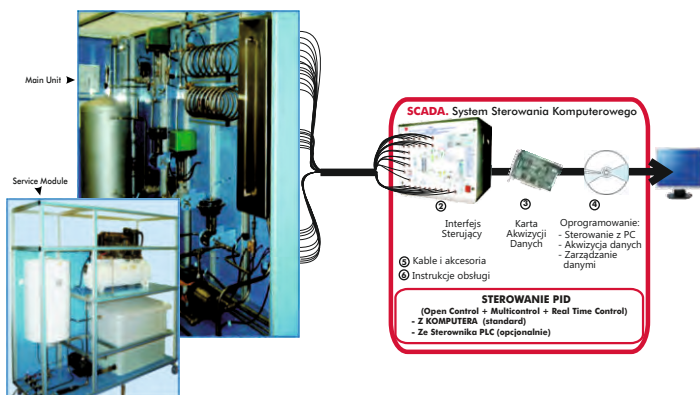 Main Unit
Service Module
SCADA. System Sterowania Komputerowego
2
Interfejs
Sterujący
3
Karta
Akwizycji
Danych
4
Oprogramowanie:
- Sterowanie z PC
- Akwizycja danych
- Zarządzanie
danymi
5 Kable i akcesoria
6 Instrukcje obsługi
STEROWANIE PID
(Open Control + Multicontrol + Real Time Control)
- Z KOMPUTERA (standard)
- Ze Sterownika PLC (opcjonalnie)